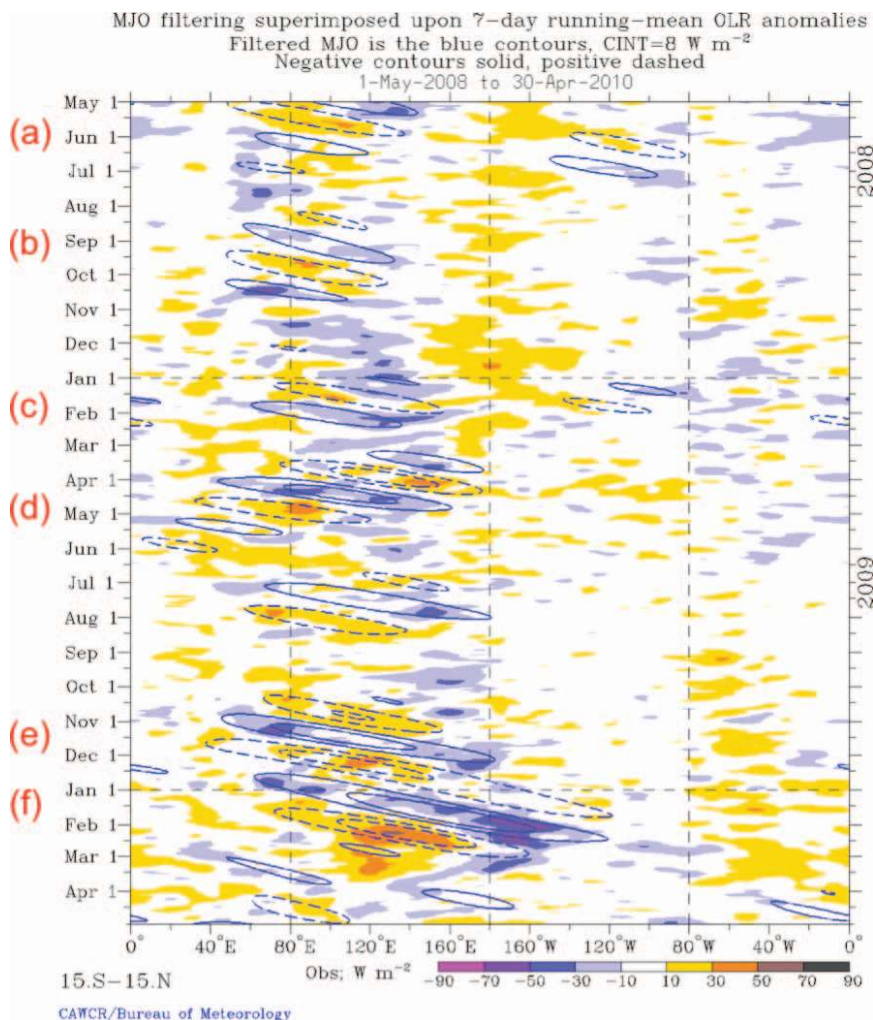 MJO filtering superimposed upon 7-day running-mean OLR anomalies
Filtered MJO is the blue contours, CINT=8 W m⁻²
Negative contours solid, positive dashed
1-May-2008 to 30-Apr-2010
May 1
(a)
Jun 1
Jul 1
2008
Aug 1
(b)
Sep 1
Oct 1
Nov 1
Dec 1
Jan 1
(c)
Feb 1
Mar 1
Apr 1
(d)
May 1
Jun 1
Jul 1
2009
Aug 1
Sep 1
Oct 1
Nov 1
(e)
Dec 1
Jan 1
(f)
Feb 1
Mar 1
Apr 1
0° 40°E 80°E 120°E 160°E 160°W 120°W 80°W 40°W 0°
15.S-15.N
Obs; W m⁻²
-90 -70 -50 -30 -10 10 30 50 70 90
CAWCR/Bureau of Meteorology